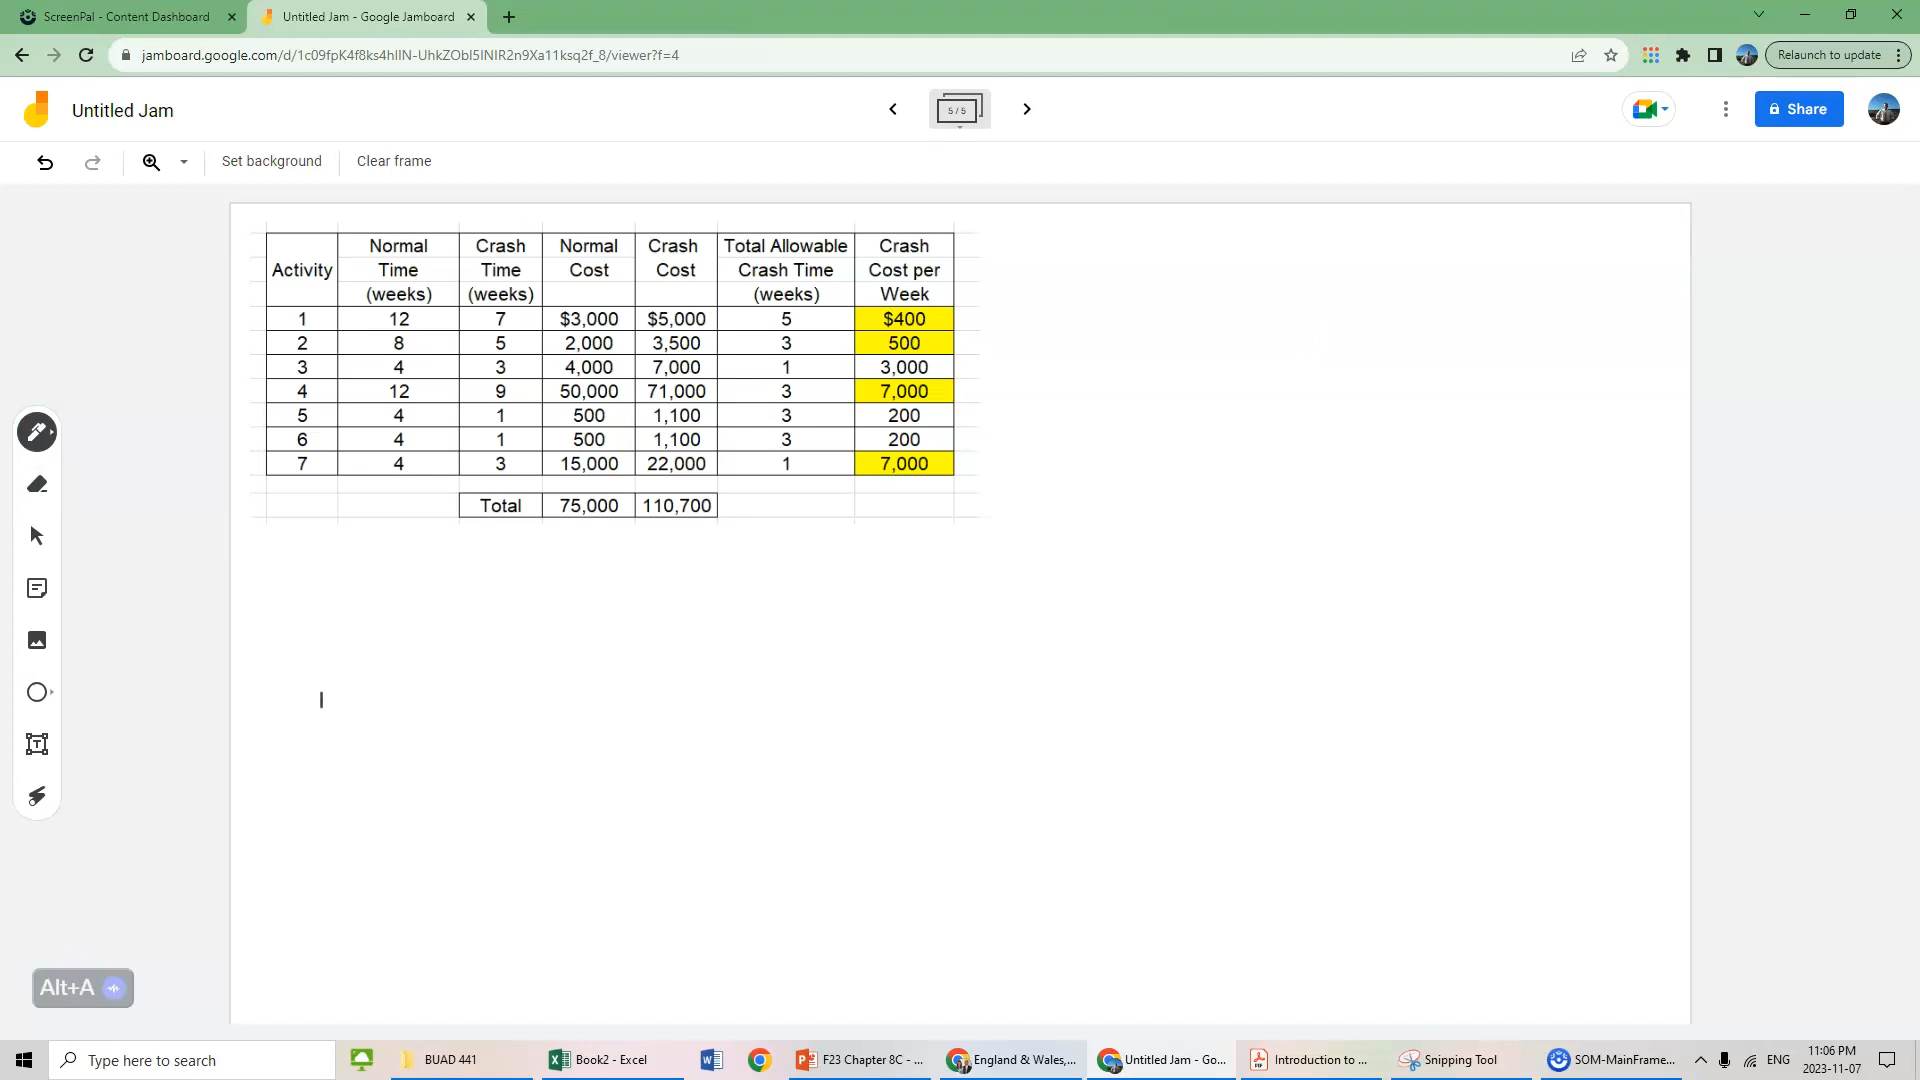 ScreenPal - Content Dashboard
Untitled Jam - Google Jamboard
jamboard.google.com/d/1c09fpK4f8ks4hIlN-UhkZObI5INIR2n9Xa11ksq2f_8/viewer?f=4
Relaunch to update
Untitled Jam
5 / 5
Share
Set background
Clear frame
Activity Normal Time (weeks) Crash Time (weeks) Normal Cost Crash Cost Total Allowable Crash Time (weeks) Crash Cost per Week
1 12 7 $3,000 $5,000 5 $400
2 8 5 2,000 3,500 3 500
3 4 3 4,000 7,000 1 3,000
4 12 9 50,000 71,000 3 7,000
5 4 1 500 1,100 3 200
6 4 1 500 1,100 3 200
7 4 3 15,000 22,000 1 7,000
Total 75,000 110,700
Alt+A
Type here to search
BUAD 441
Book2 - Excel
F23 Chapter 8C - ...
England & Wales,...
Untitled Jam - Go...
Introduction to ...
Snipping Tool
SOM-MainFrame...
ENG
11:06 PM
2023-11-07